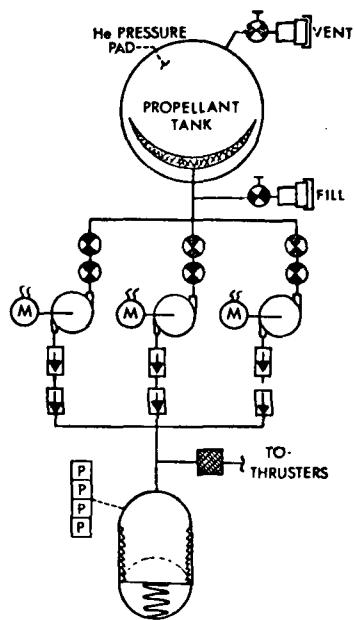 He PRESSURE
PAD
VENT
PROPELLANT
TANK
FILL
M
M
M
TO-
THRUSTERS
P
P
P
P